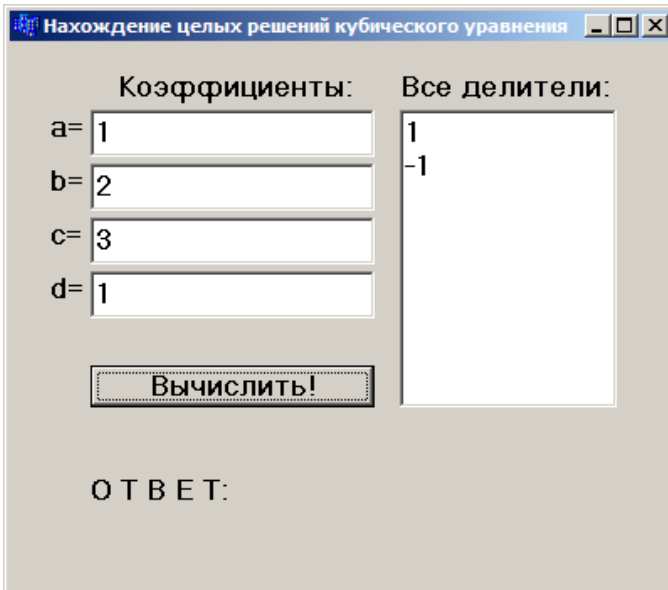 Нахождение целых решений кубического уравнения
Коэффициенты:
a= 1
b= 2
c= 3
d= 1
Вычислить!
Все делители:
1
-1
О Т В Е Т: